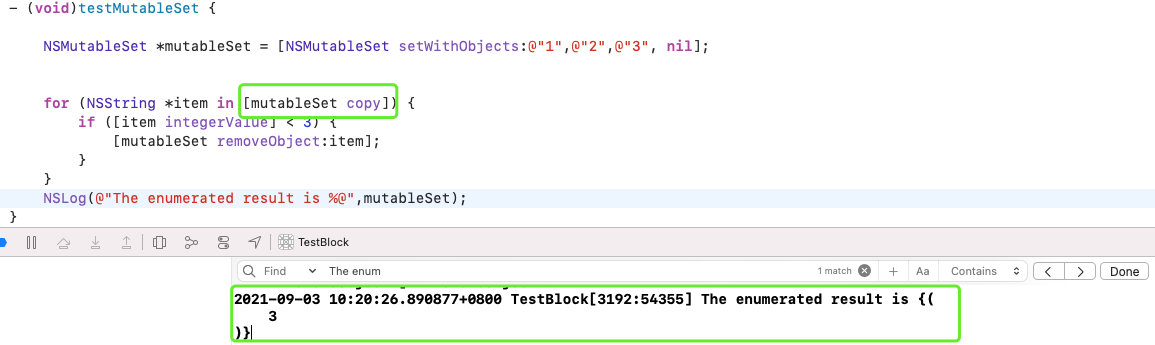 - (void)testMutableSet {
NSMutableSet *mutableSet = [NSMutableSet setWithObjects:@"1",@"2",@"3", nil];
for (NSString *item in [mutableSet copy]) {
if ([item integerValue] < 3) {
[mutableSet removeObject:item];
}
}
NSLog(@"The enumerated result is %@",mutableSet);
}
TestBlock
Find The enum 1 match Aa Contains Done
2021-09-03 10:20:26.890877+0800 TestBlock[3192:54355] The enumerated result is {(
3
)}